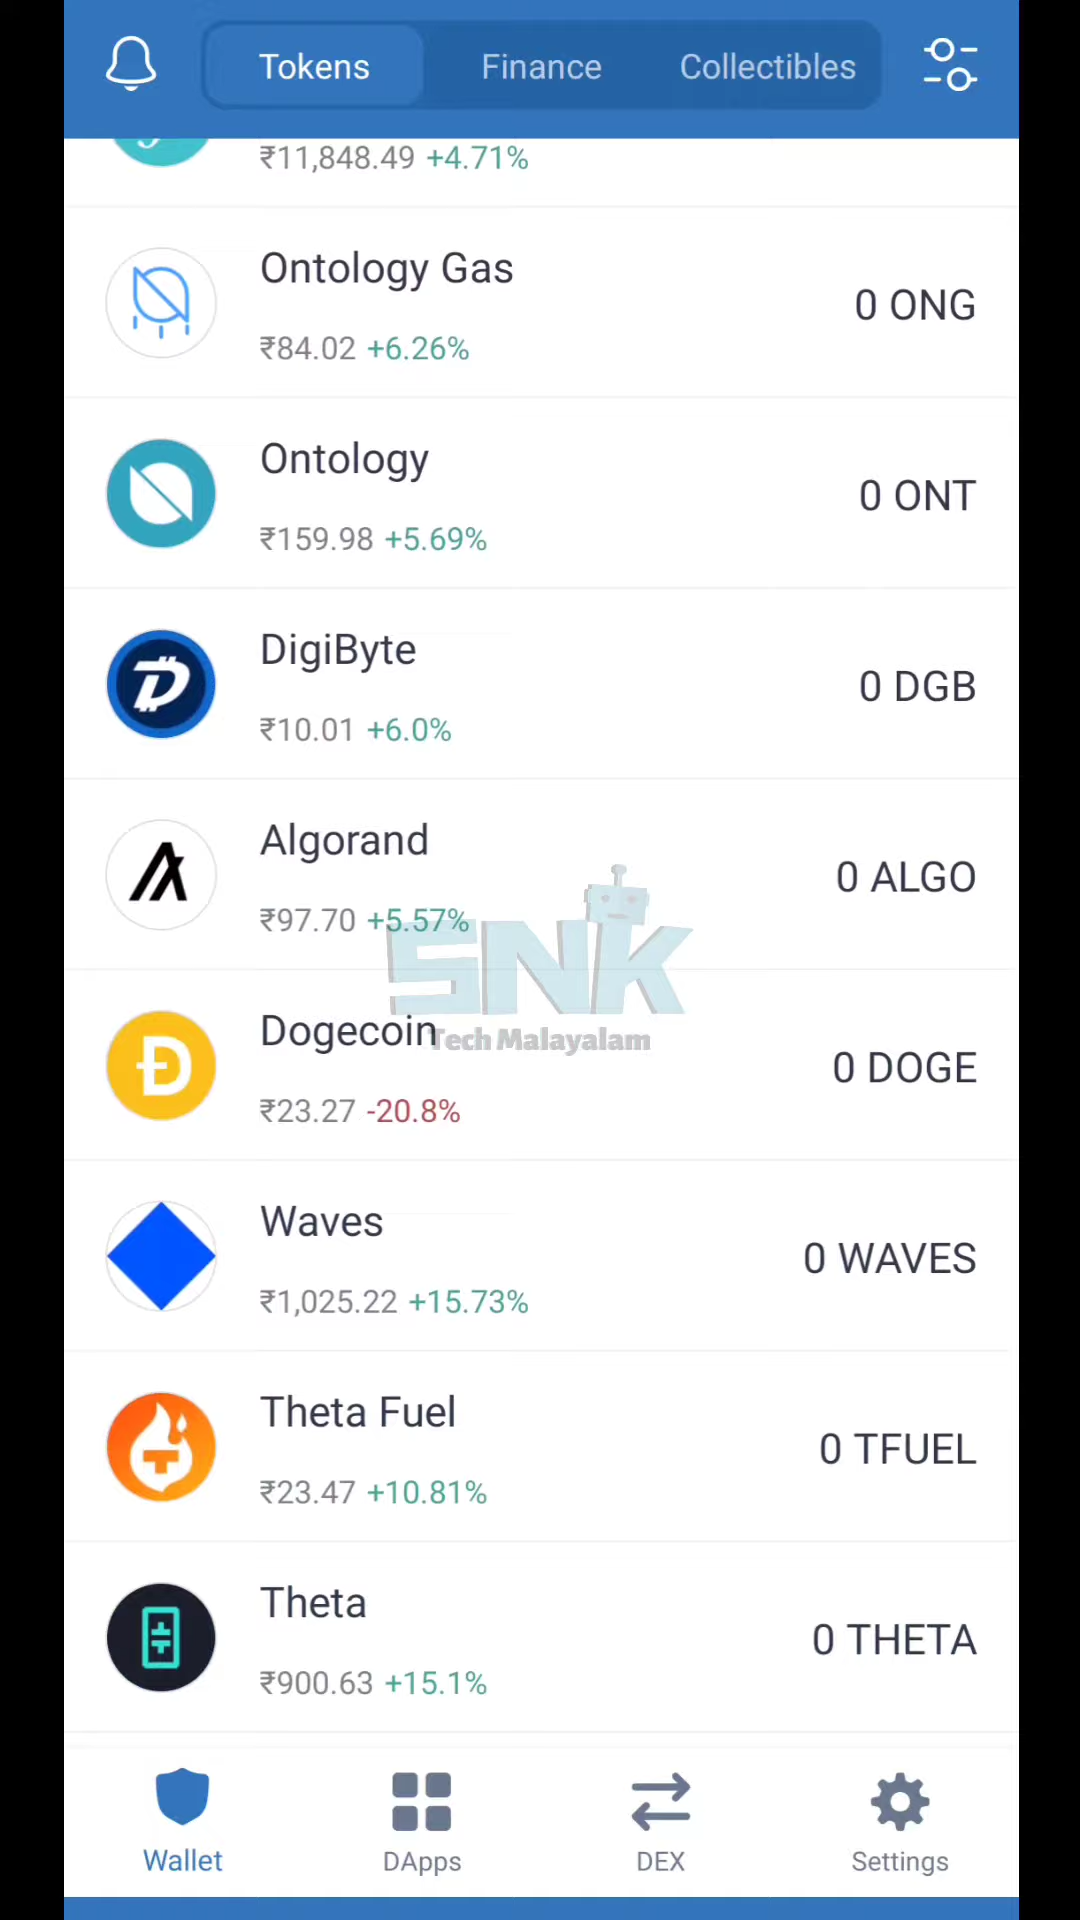 Tokens
Finance
Collectibles
₹11,848.49 +4.71%
Ontology Gas
0 ONG
₹84.02 +6.26%
Ontology
0 ONT
₹159.98 +5.69%
DigiByte
0 DGB
₹10.01 +6.0%
Algorand
0 ALGO
₹97.70 +5.57%
SNK
Tech Malayalam
Dogecoin
0 DOGE
₹23.27 -20.8%
Waves
0 WAVES
₹1,025.22 +15.73%
Theta Fuel
0 TFUEL
₹23.47 +10.81%
Theta
0 THETA
₹900.63 +15.1%
Wallet
DApps
DEX
Settings